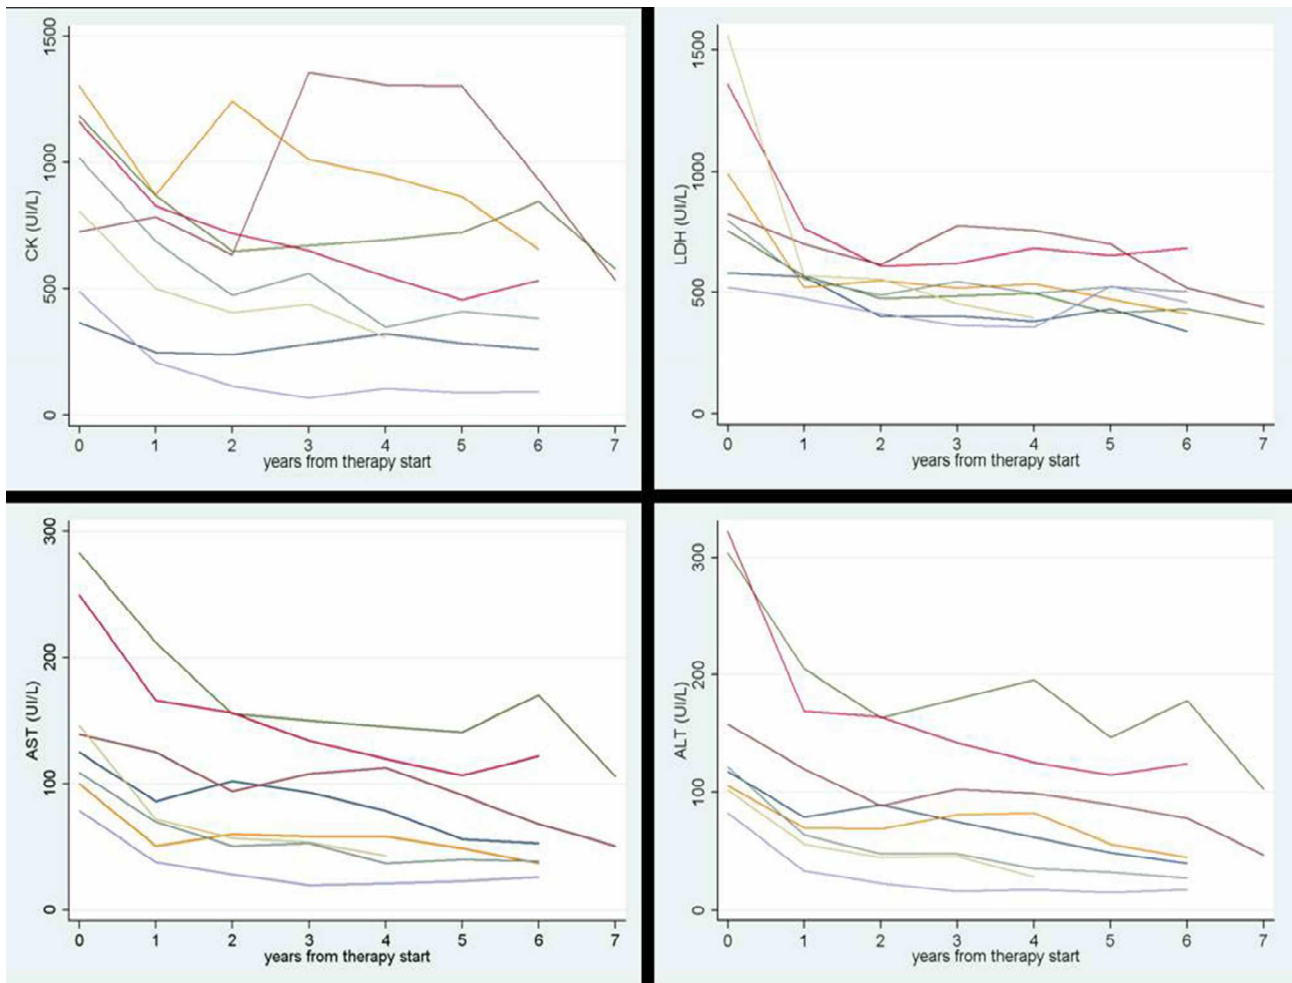 CK (UI/L)
1500
1000
500
0
0 1 2 3 4 5 6 7
years from therapy start
LDH (UI/L)
1500
1000
500
0
0 1 2 3 4 5 6 7
years from therapy start
AST (UI/L)
300
200
100
0
0 1 2 3 4 5 6 7
years from therapy start
ALT (UI/L)
300
200
100
0
0 1 2 3 4 5 6 7
years from therapy start